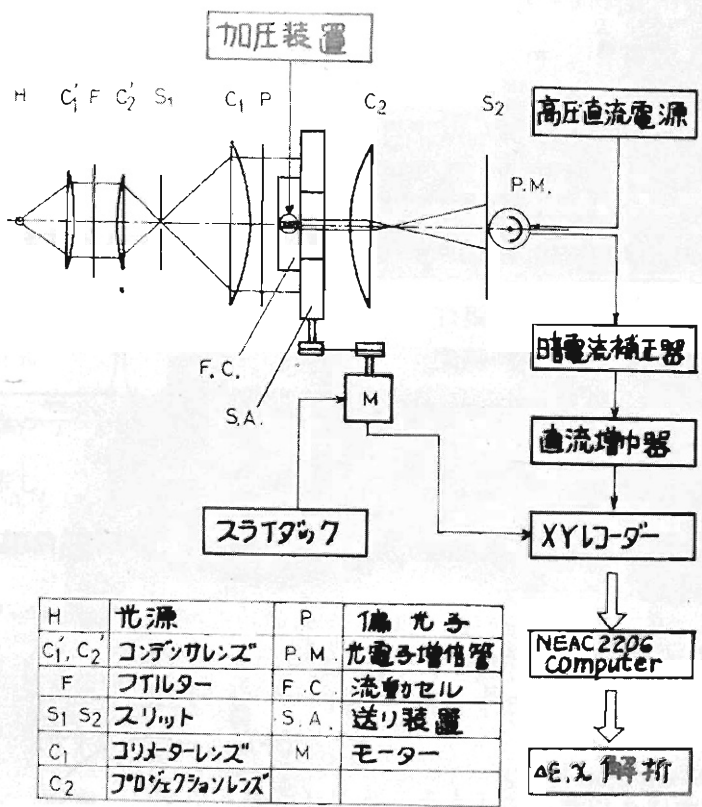 加圧装置
H C₁' F C₂' S₁ C₁ P C₂ S₂
高圧直流電源
P.M.
暗電流補正器
F.C.
S.A.
M
直流増巾器
スライダック
XYレコーダー
NEAC2206
Computer
Δε.χ 解析
H 光源 P 偏光子
C₁', C₂' コンデンサレンズ P.M. 光電子増倍管
F フイルター F.C. 流動セル
S₁ S₂ スリット S.A. 送り装置
C₁ コリメーターレンズ M モーター
C₂ プロジェクションレンズ